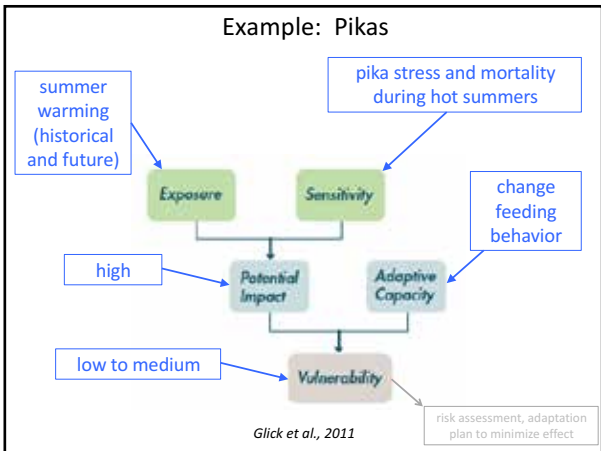 Example: Pikas
summer
warming
(historical
and future)
pika stress and mortality
during hot summers
Exposure
Sensitivity
change
feeding
behavior
high
Potential
Impact
Adaptive
Capacity
low to medium
Vulnerability
risk assessment, adaptation
plan to minimize effect
Glick et al., 2011